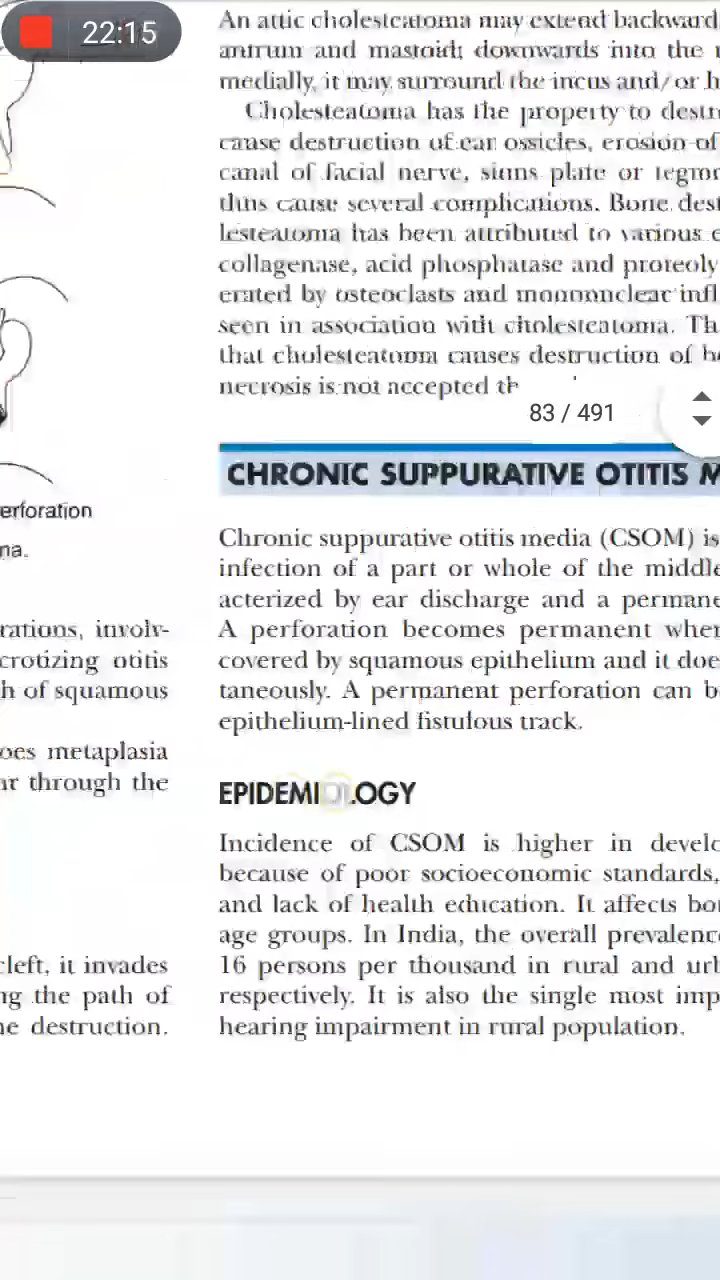 22:15
An attic cholesteatoma may extend backward
antrum and mastoid; downwards into the
medially, it may surround the incus and/or h
Cholesteatoma has the property to destr
cause destruction of ear ossicles, erosion of
canal of facial nerve, sinus plate or tegm
thus cause several complications. Bone dest
lesteatoma has been attributed to various e
collagenase, acid phosphatase and proteoly
erated by osteoclasts and mononuclear infl
seen in association with cholesteatoma. Th
that cholesteatoma causes destruction of b
necrosis is not accepted th
83 / 491
CHRONIC SUPPURATIVE OTITIS M
Chronic suppurative otitis media (CSOM) is
infection of a part or whole of the middle
acterized by ear discharge and a permane
A perforation becomes permanent when
covered by squamous epithelium and it doe
taneously. A permanent perforation can b
epithelium-lined fistulous track.
EPIDEMIOLOGY
Incidence of CSOM is higher in develo
because of poor socioeconomic standards,
and lack of health education. It affects bo
age groups. In India, the overall prevalenc
16 persons per thousand in rural and ur
respectively. It is also the single most imp
hearing impairment in rural population.
erforation
ma.
rations, involv-
crotizing otitis
h of squamous
oes metaplasia
ar through the
cleft, it invades
ng the path of
ne destruction.